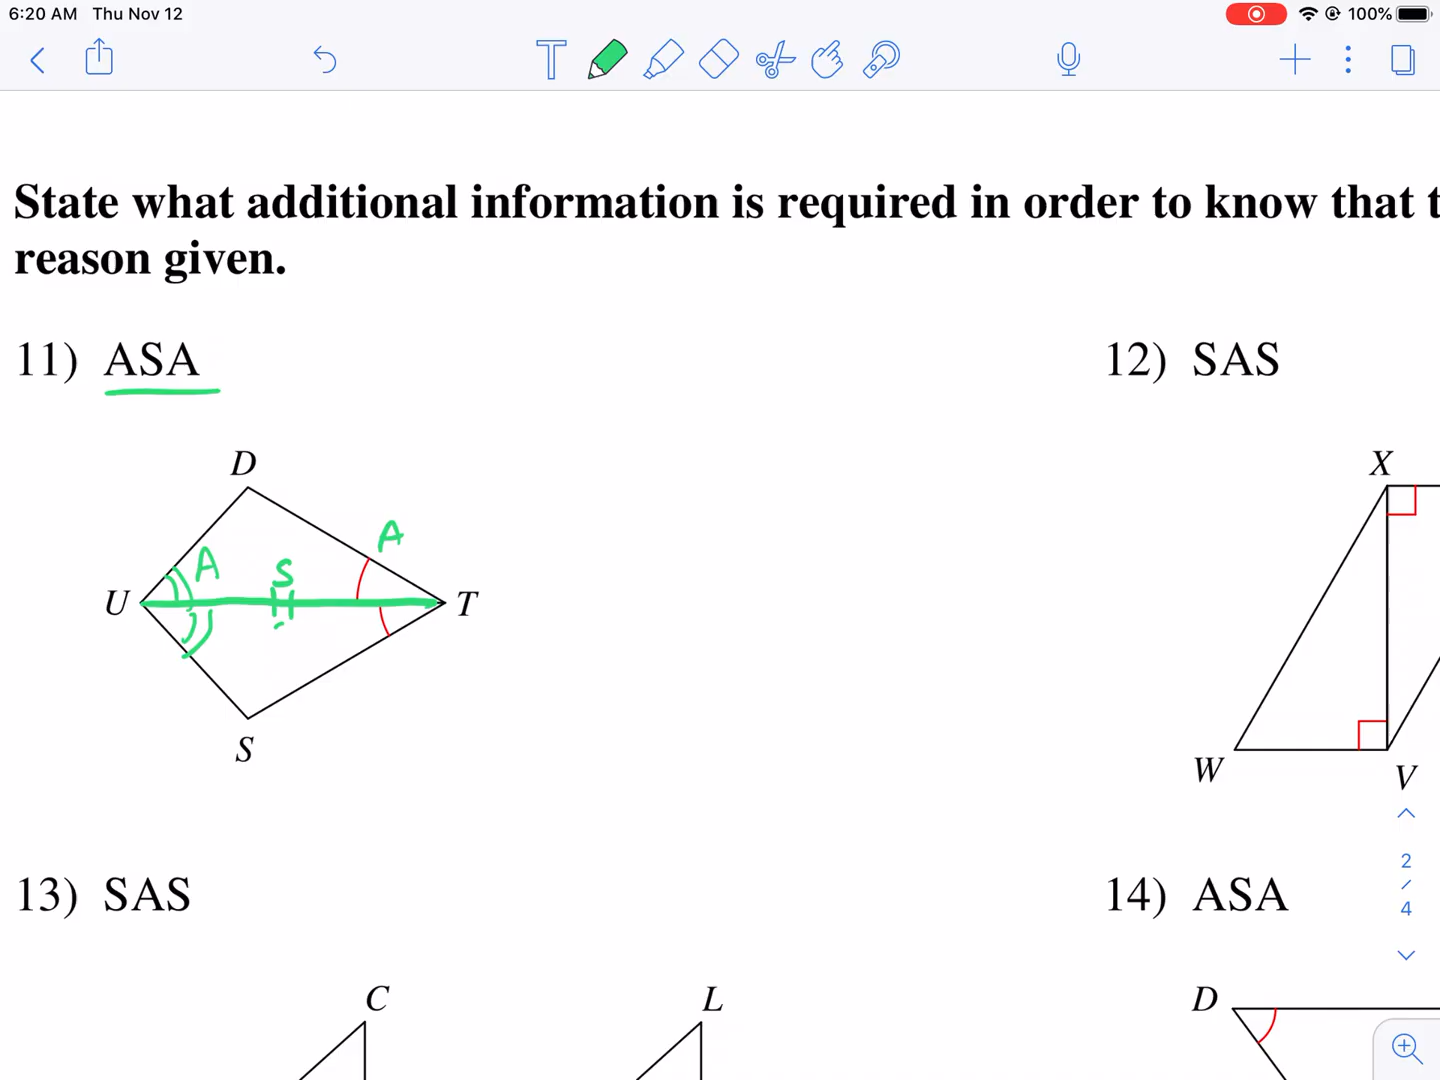 6:20 AM Thu Nov 12
100%
T
State what additional information is required in order to know that t
reason given.
11) ASA
12) SAS
D
X
A
A
S
U
T
S
W
V
2
/
4
13) SAS
14) ASA
C
L
D